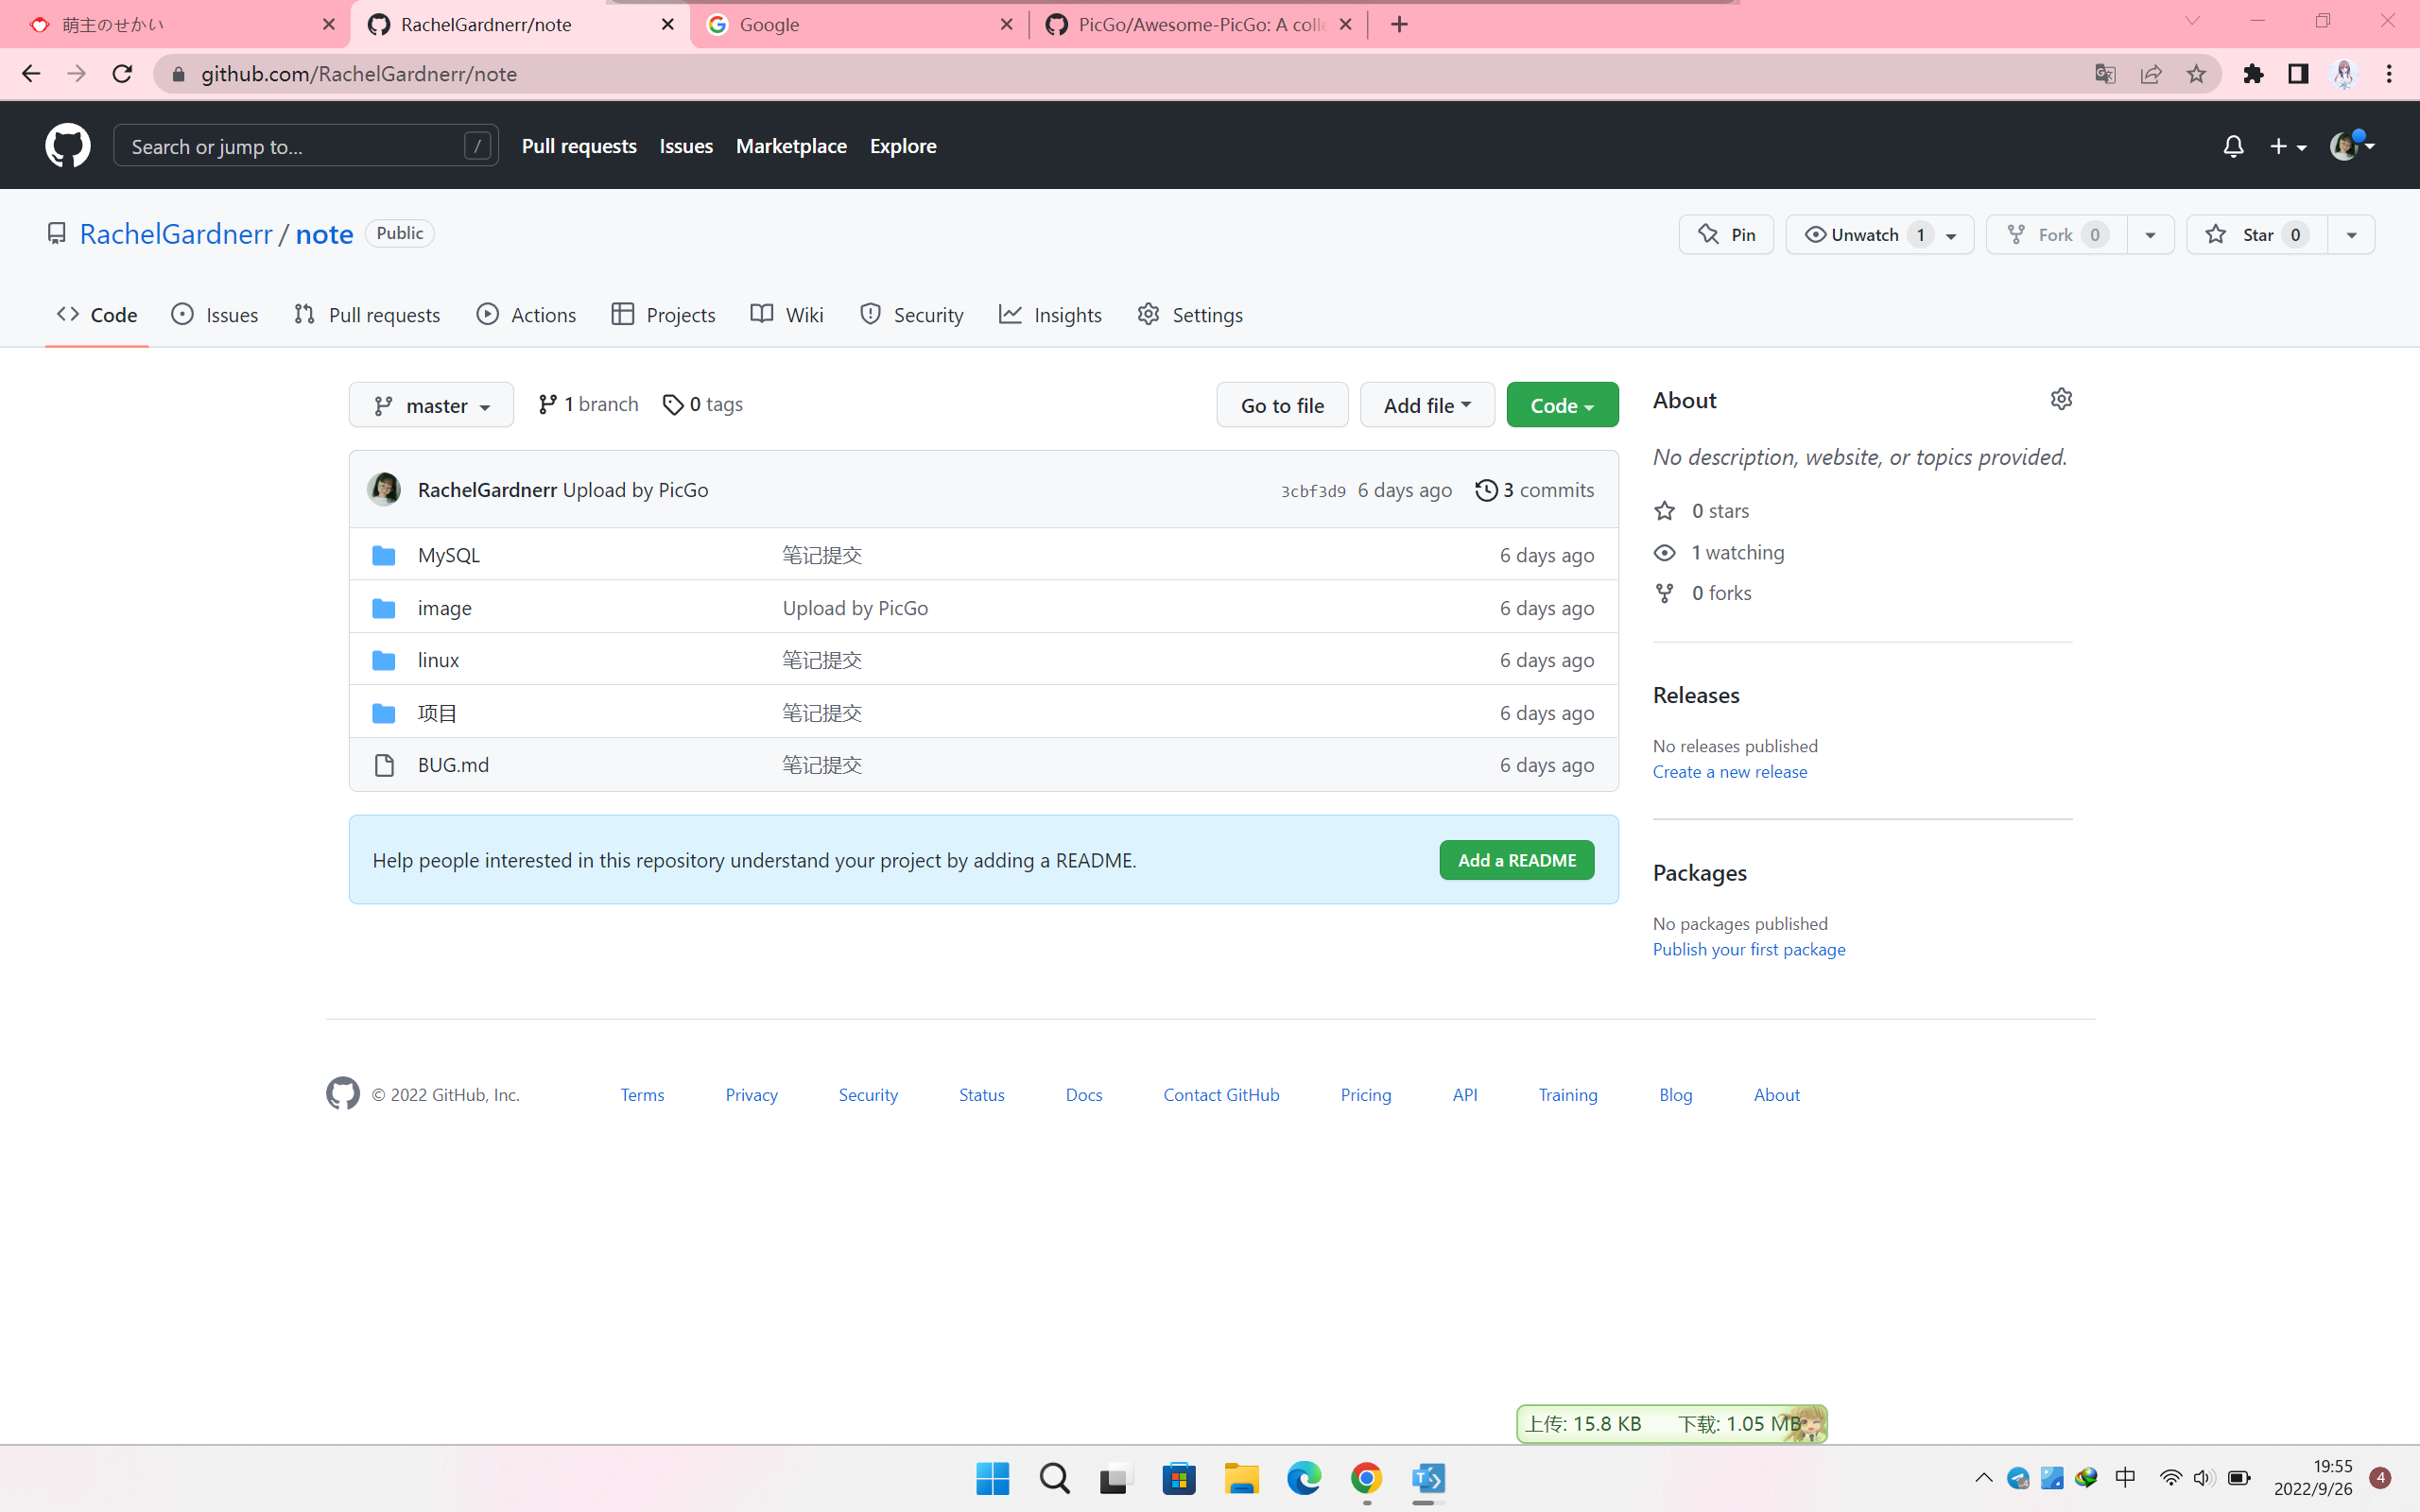 萌主のせかい
RachelGardnerr/note
Google
PicGo/Awesome-PicGo: A colle
github.com/RachelGardnerr/note
Search or jump to...
/
Pull requests
Issues
Marketplace
Explore
RachelGardnerr / note
Public
Pin
Unwatch 1
Fork 0
Star 0
Code
Issues
Pull requests
Actions
Projects
Wiki
Security
Insights
Settings
master
1 branch
0 tags
Go to file
Add file
Code
RachelGardnerr Upload by PicGo
3cbf3d9 6 days ago
3 commits
MySQL 笔记提交 6 days ago
image Upload by PicGo 6 days ago
linux 笔记提交 6 days ago
项目 笔记提交 6 days ago
BUG.md 笔记提交 6 days ago
Help people interested in this repository understand your project by adding a README.
Add a README
About
No description, website, or topics provided.
0 stars
1 watching
0 forks
Releases
No releases published
Create a new release
Packages
No packages published
Publish your first package
© 2022 GitHub, Inc.
Terms
Privacy
Security
Status
Docs
Contact GitHub
Pricing
API
Training
Blog
About
上传: 15.8 KB 下载: 1.05 MB
中
19:55
2022/9/26
4